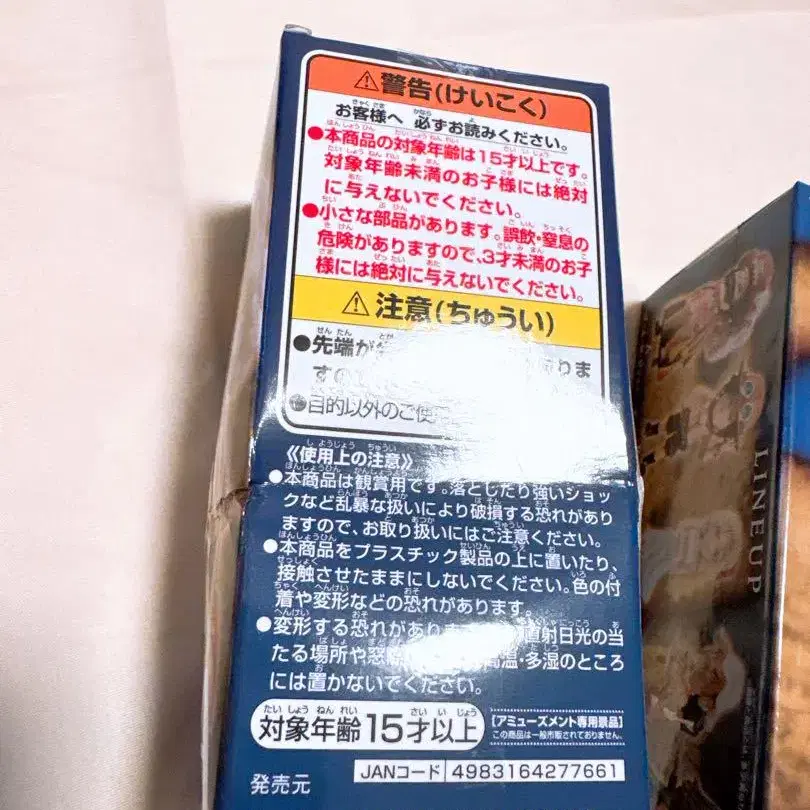 ⚠警告(けいこく)
お客様へ 必ずお読みください。
●本商品の対象年齢は15才以上です。
対象年齢未満のお子様には絶対
に与えないでください。
●小さな部品があります。誤飲・窒息の
危険がありますので、3才未満のお子
様には絶対に与えないでください。
⚠注意(ちゅうい)
●先端が
すの
●目的以外のご使
《使用上の注意》
●本商品は観賞用です。落としたり強いショッ
クなど乱暴な扱いにより破損する恐れがあり
ますので、お取り扱いにはご注意ください。
●本商品をプラスチック製品の上に置いたり、
接触させたままにしないでください。色の付
着や変形などの恐れがあります。
●変形する恐れがあります 直射日光の当
たる場所や窓際 高温・多湿のところ
には置かないでください。
対象年齢15才以上
【アミューズメント専用景品】
この商品は一般市販されておりません。
発売元
JANコード 4983164277661
LINEUP